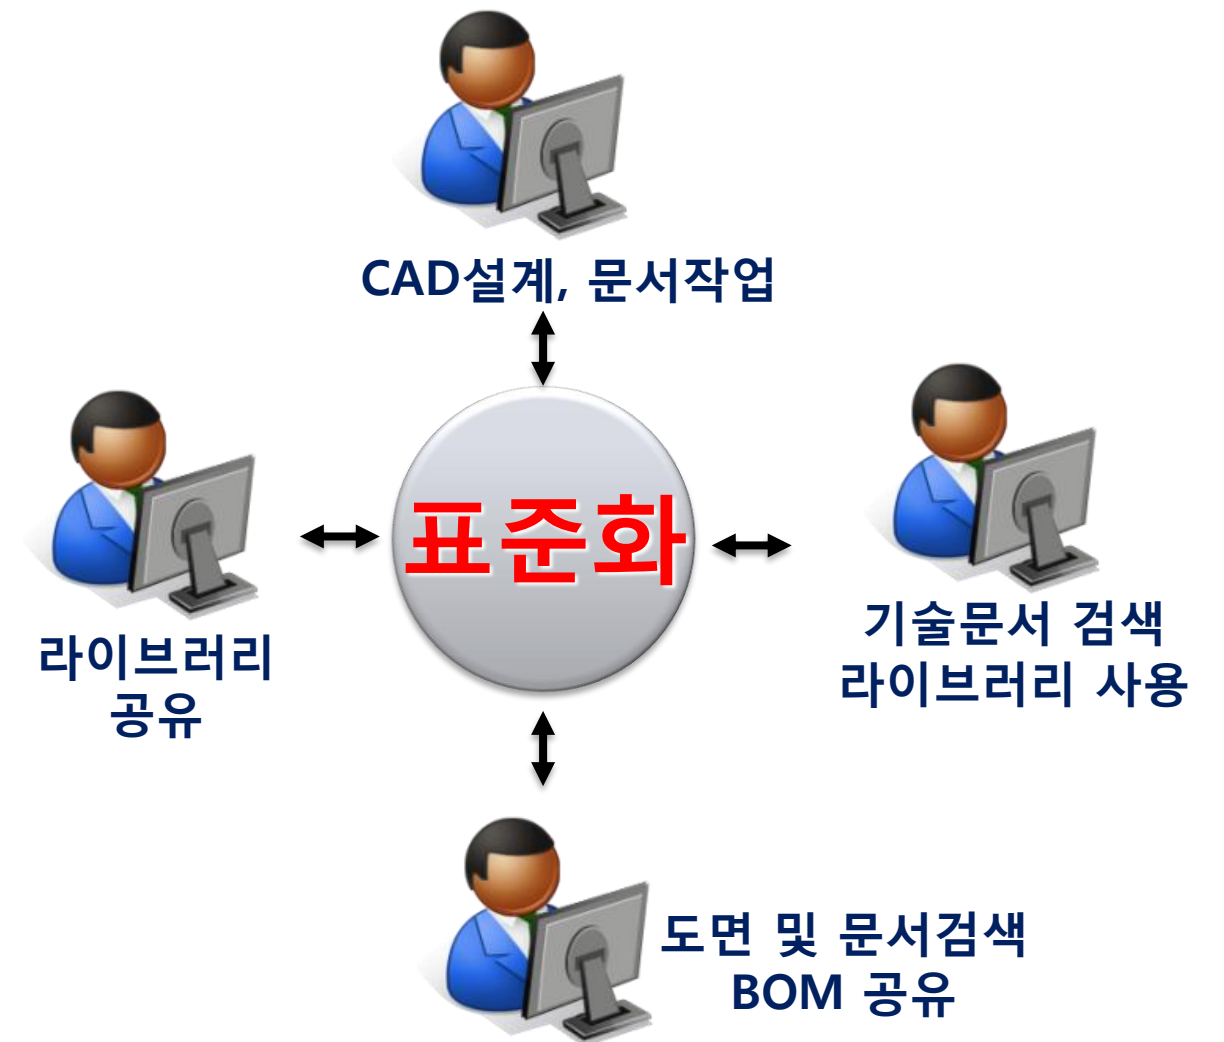 CAD설계, 문서작업
표준화
라이브러리
공유
기술문서 검색
라이브러리 사용
도면 및 문서검색
BOM 공유